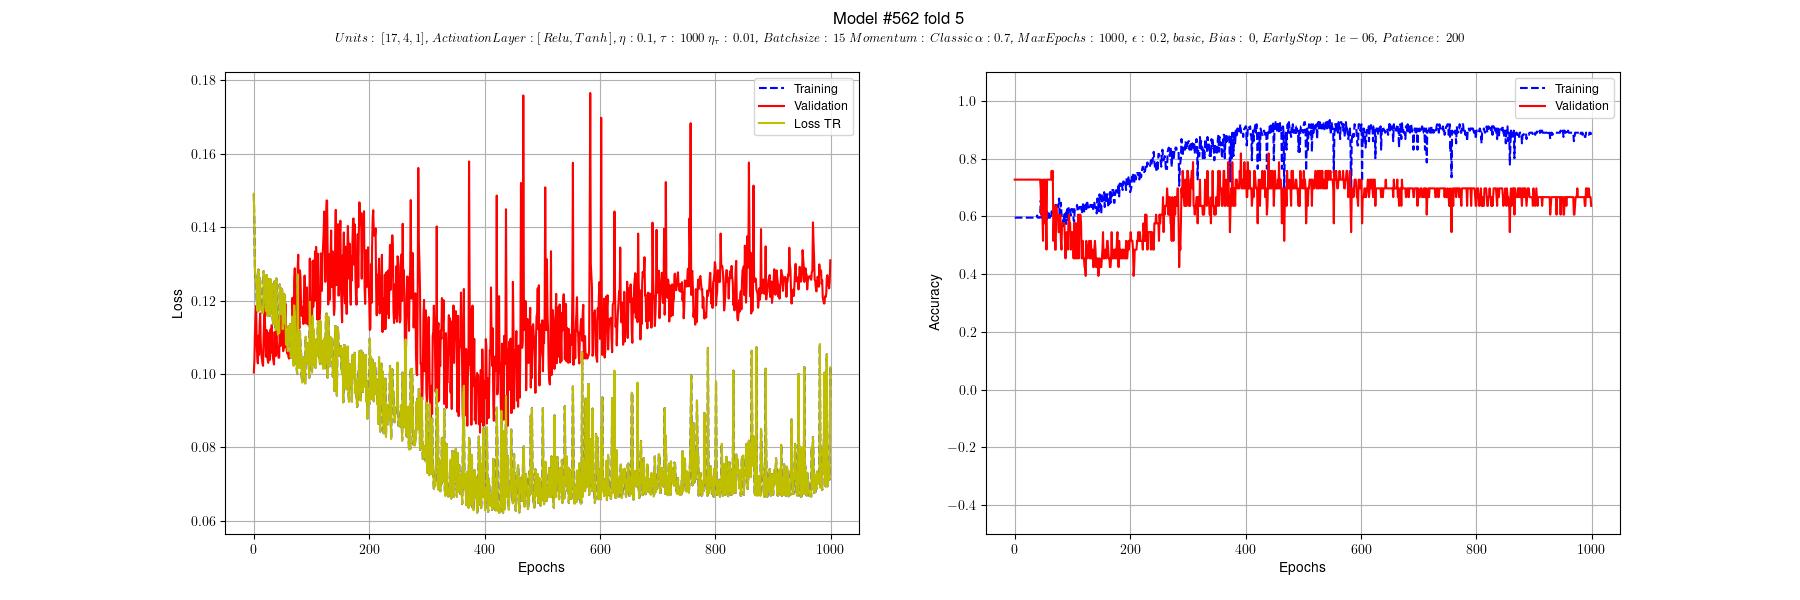 Model #562 fold 5
Units : [17, 4, 1], ActivationLayer : [Relu, Tanh], η : 0.1, τ : 1000 η_τ : 0.01, Batchsize : 15 Momentum : Classic α : 0.7, MaxEpochs : 1000, ϵ : 0.2, basic, Bias : 0, EarlyStop : 1e − 06, Patience : 200
Loss
0.18
0.16
0.14
0.12
0.10
0.08
0.06
Training
Validation
Loss TR
0 200 400 600 800 1000
Epochs
Accuracy
1.0
0.8
0.6
0.4
0.2
0.0
−0.2
−0.4
Training
Validation
0 200 400 600 800 1000
Epochs